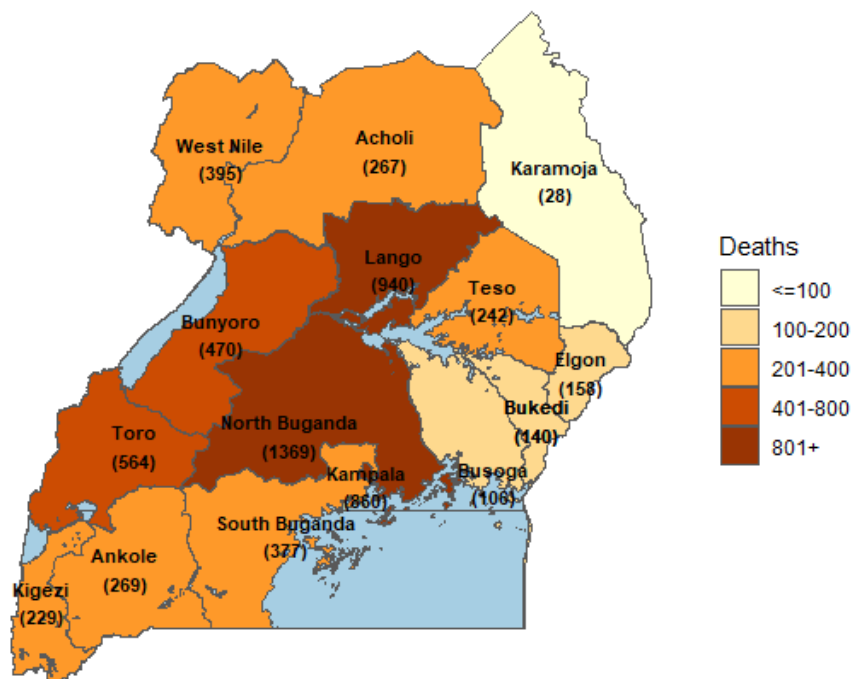 West Nile
(395)
Acholi
(267)
Karamoja
(28)
Lango
(940)
Teso
(242)
Bunyoro
(470)
Elgon
(158)
Bukedi
(140)
North Buganda
(1369)
Toro
(564)
Kampala
(860)
Busoga
(106)
South Buganda
(377)
Ankole
(269)
Kigezi
(229)
Deaths
<=100
100-200
201-400
401-800
801+